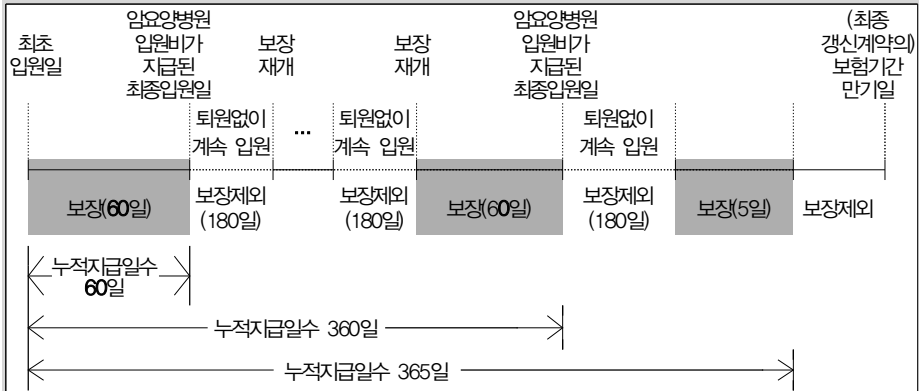 최초
입원일
암요양병원
입원비가
지급된
최종입원일
보장
재개
보장
재개
암요양병원
입원비가
지급된
최종입원일
(최종
갱신계약의)
보험기간
만기일
퇴원없이
계속 입원
...
퇴원없이
계속 입원
퇴원없이
계속 입원
보장(60일)
보장제외
(180일)
보장제외
(180일)
보장(60일)
보장제외
(180일)
보장(5일)
보장제외
누적지급일수
60일
누적지급일수 360일
누적지급일수 365일